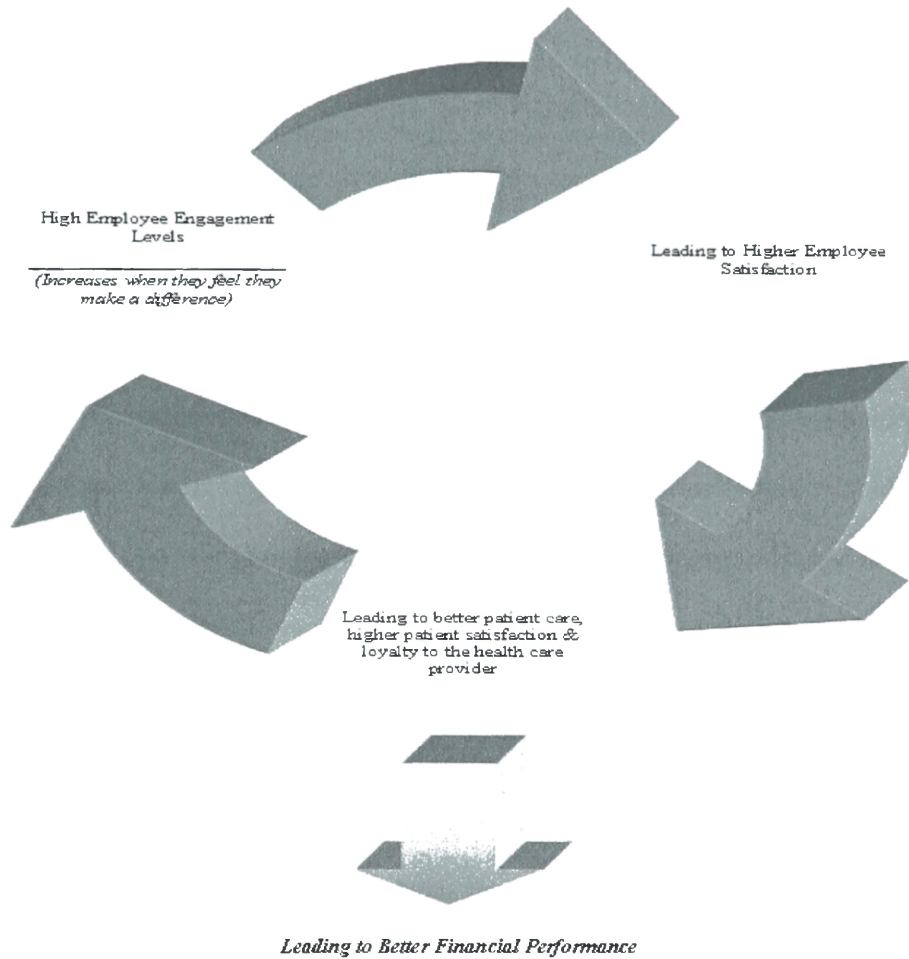 High Employee Engagement
Levels
(Increases when they feel they
make a difference)
Leading to Higher Employee
Satisfaction
Leading to better patient care,
higher patient satisfaction &
loyalty to the health care
provider
Leading to Better Financial Performance